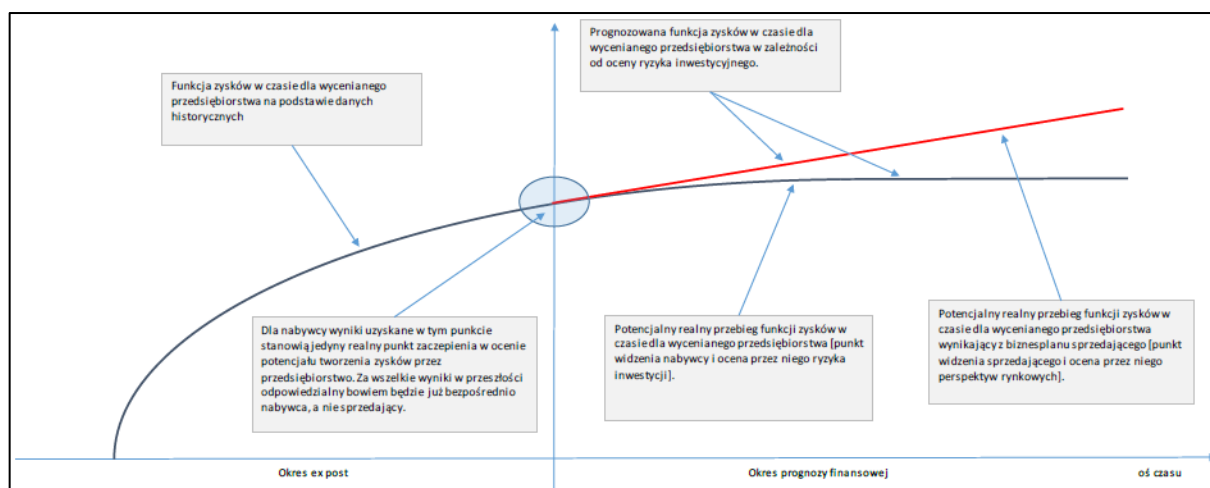 Prognozowana funkcja zysków w czasie dla
wycenianego przedsiębiorstwa w zależności
od oceny ryzyka inwestycyjnego.
Funkcja zysków w czasie dla wycenianego
przedsiębiorstwa na podstawie danych
historycznych
Dla nabywcy wyniki uzyskane w tym punkcie
stanowią jedyny realny punkt zaczepienia w ocenie
potencjału tworzenia zysków przez
przedsiębiorstwo. Za wszelkie wyniki w przeszłości
odpowiedzialny bowiem będzie już bezpośrednio
nabywca, a nie sprzedający.
Potencjalny realny przebieg funkcji zysków w
czasie dla wycenianego przedsiębiorstwa [punkt
widzenia nabywcy i ocena przez niego ryzyka
inwestycji].
Potencjalny realny przebieg funkcji zysków w
czasie dla wycenianego przedsiębiorstwa
wynikający z biznesplanu sprzedającego [punkt
widzenia sprzedającego i ocena przez niego
perspektyw rynkowych].
Okres ex post
Okres prognozy finansowej
oś czasu